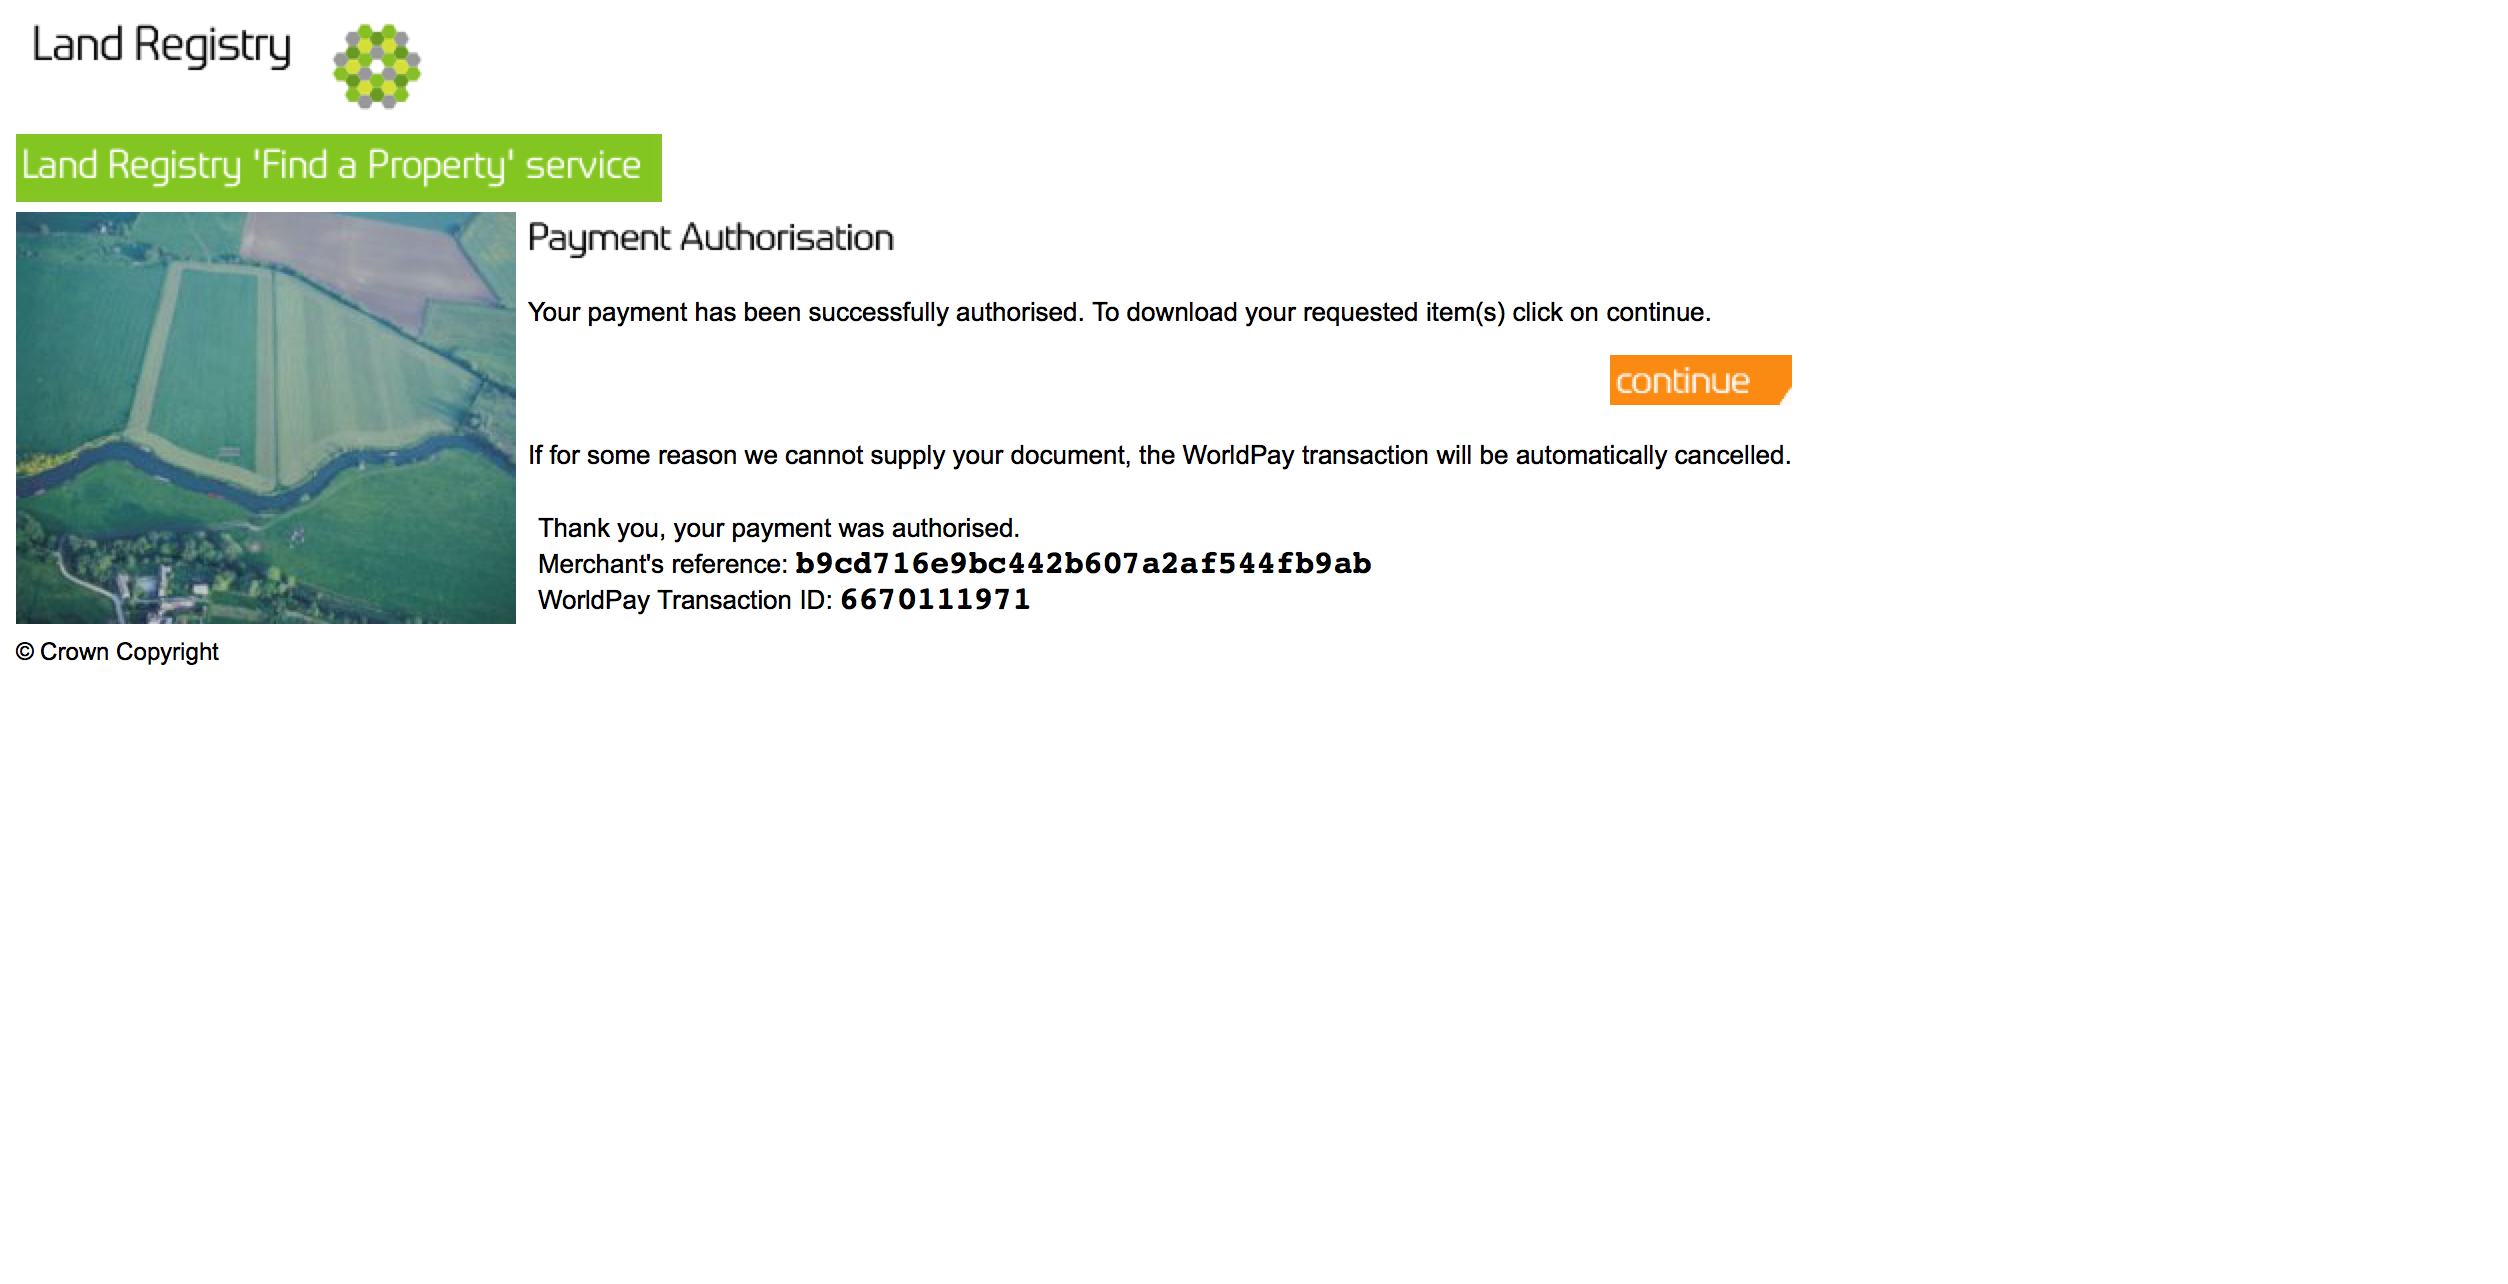 Land Registry
Land Registry 'Find a Property' service
Payment Authorisation
Your payment has been successfully authorised. To download your requested item(s) click on continue.
continue
If for some reason we cannot supply your document, the WorldPay transaction will be automatically cancelled.
Thank you, your payment was authorised.
Merchant's reference: b9cd716e9bc442b607a2af544fb9ab
WorldPay Transaction ID: 6670111971
© Crown Copyright